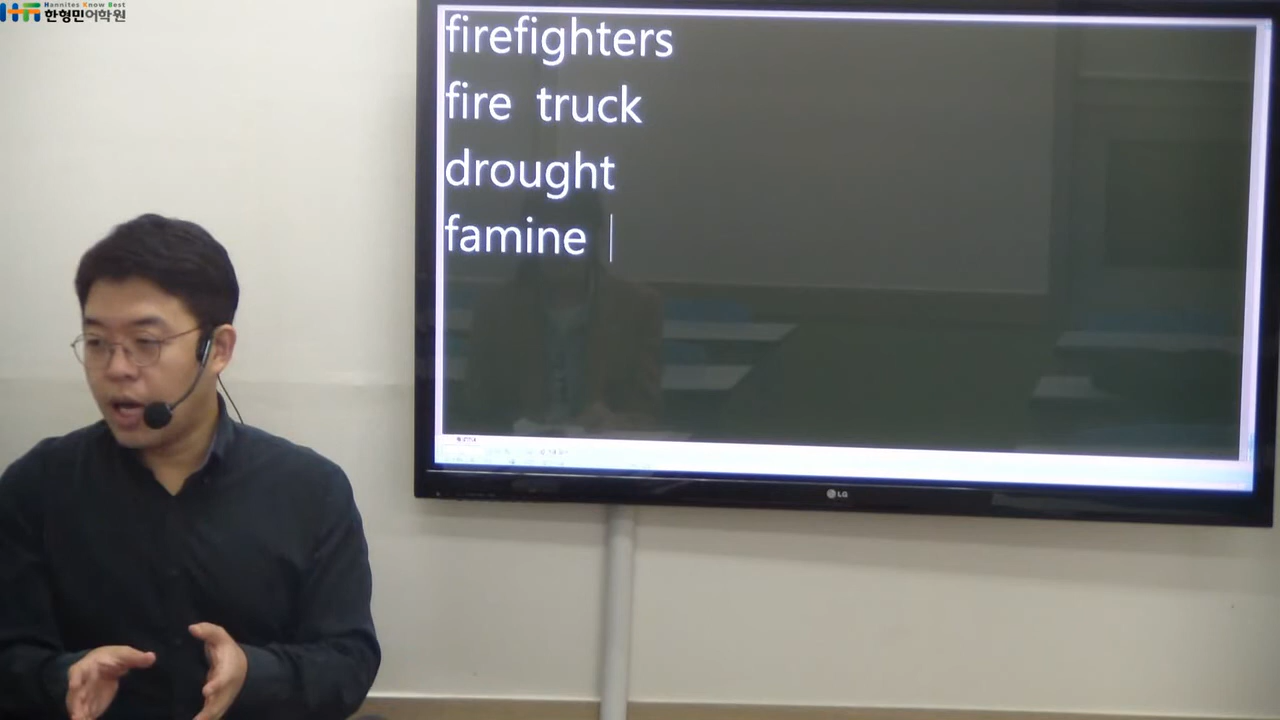 Hannites Know Best
한형민어학원
firefighters
fire truck
drought
famine
LG